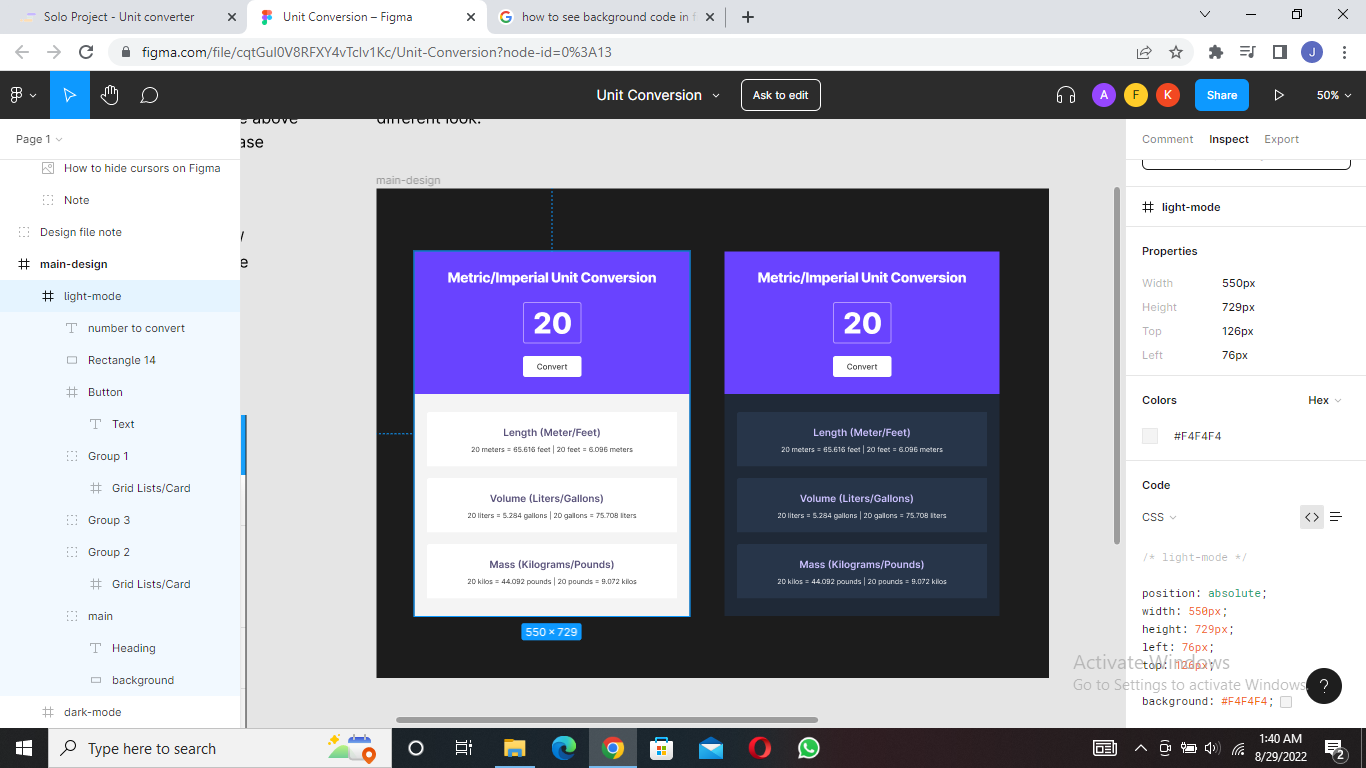 Solo Project - Unit converter
Unit Conversion – Figma
how to see background code in f
figma.com/file/cqtGul0V8RFXY4vTclv1Kc/Unit-Conversion?node-id=0%3A13
J
Unit Conversion
Ask to edit
A
F
K
Share
50%
Page 1
How to hide cursors on Figma
Note
Design file note
main-design
light-mode
number to convert
Rectangle 14
Button
Text
Group 1
Grid Lists/Card
Group 3
Group 2
Grid Lists/Card
main
Heading
background
dark-mode
e above
ase
e
different look.
main-design
Metric/Imperial Unit Conversion
20
Convert
Length (Meter/Feet)
20 meters = 65.616 feet | 20 feet = 6.096 meters
Volume (Liters/Gallons)
20 liters = 5.284 gallons | 20 gallons = 75.708 liters
Mass (Kilograms/Pounds)
20 kilos = 44.092 pounds | 20 pounds = 9.072 kilos
550 × 729
Metric/Imperial Unit Conversion
20
Convert
Length (Meter/Feet)
20 meters = 65.616 feet | 20 feet = 6.096 meters
Volume (Liters/Gallons)
20 liters = 5.284 gallons | 20 gallons = 75.708 liters
Mass (Kilograms/Pounds)
20 kilos = 44.092 pounds | 20 pounds = 9.072 kilos
Comment Inspect Export
light-mode
Properties
Width 550px
Height 729px
Top 126px
Left 76px
Colors Hex
#F4F4F4
Code
CSS
/* light-mode */
position: absolute;
width: 550px;
height: 729px;
left: 76px;
top: 126px;
background: #F4F4F4;
Activate Windows
Go to Settings to activate Windows.
?
Type here to search
1:40 AM
8/29/2022
2